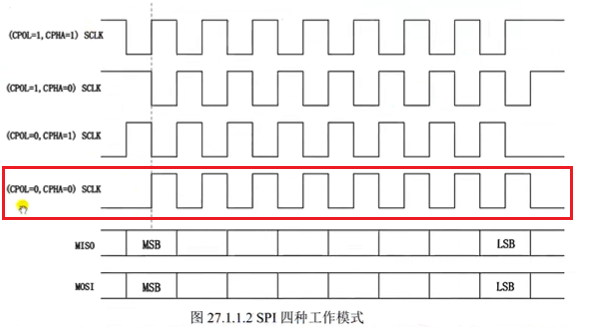 (CPOL=1,CPHA=1) SCLK
(CPOL=1,CPHA=0) SCLK
(CPOL=0,CPHA=1) SCLK
(CPOL=0,CPHA=0) SCLK
MISO MSB LSB
MOSI MSB LSB
图 27.1.1.2 SPI 四种工作模式